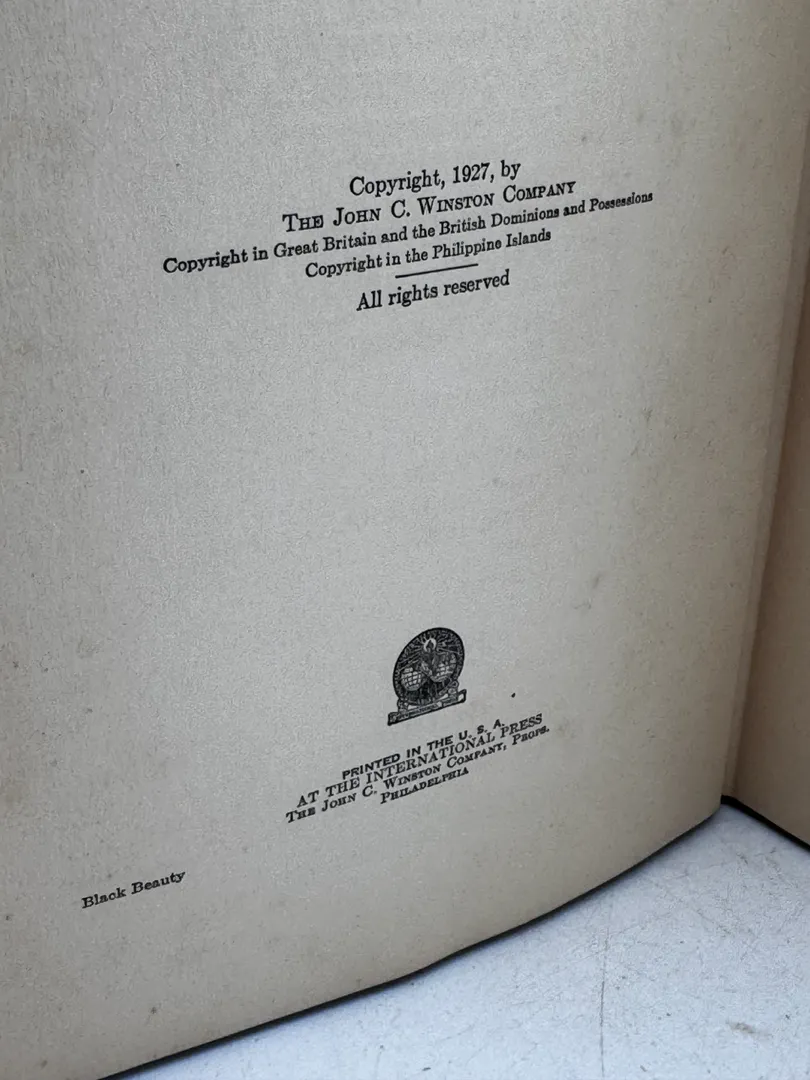 Copyright, 1927, by
THE JOHN C. WINSTON COMPANY
Copyright in Great Britain and the British Dominions and Possessions
Copyright in the Philippine Islands
All rights reserved
PRINTED IN THE U. S. A.
AT THE INTERNATIONAL PRESS
THE JOHN C. WINSTON COMPANY, PROPS.
PHILADELPHIA
Black Beauty